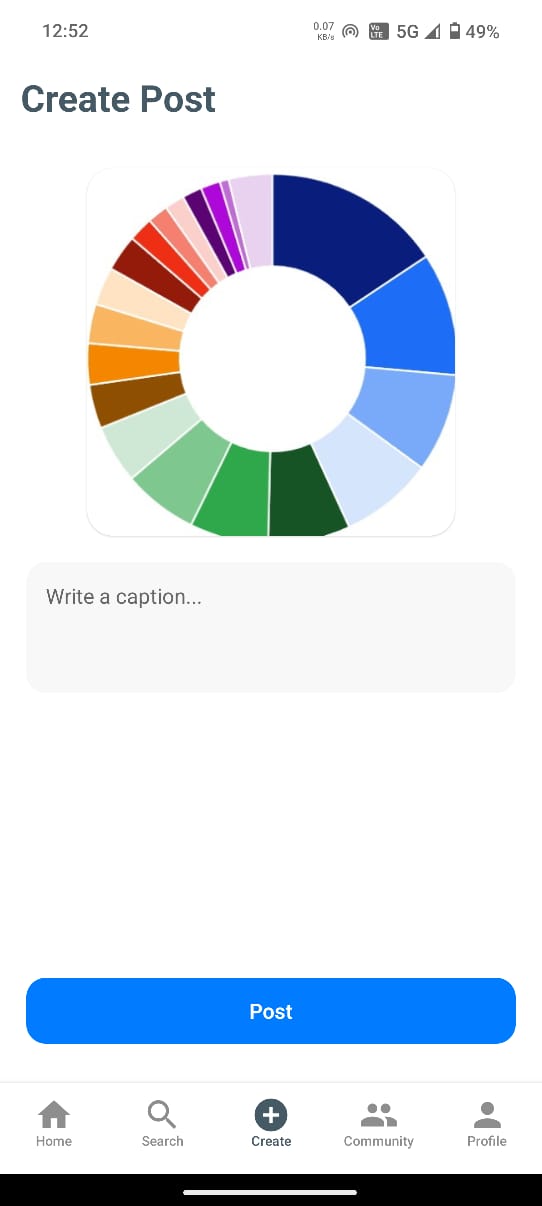 12:52
0.07
KB/s
Vo
LTE
5G
49%
Create Post
Write a caption...
Post
Home
Search
Create
Community
Profile